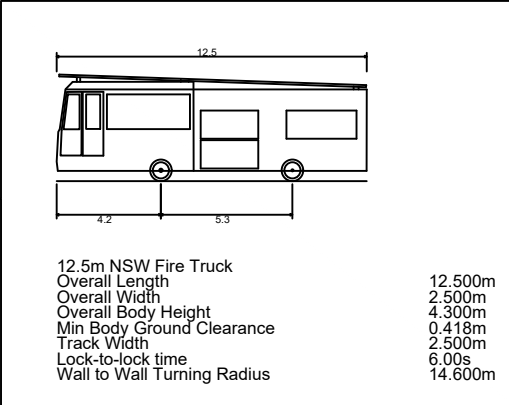 12.5
4.2 5.3
12.5m NSW Fire Truck
Overall Length 12.500m
Overall Width 2.500m
Overall Body Height 4.300m
Min Body Ground Clearance 0.418m
Track Width 2.500m
Lock-to-lock time 6.00s
Wall to Wall Turning Radius 14.600m